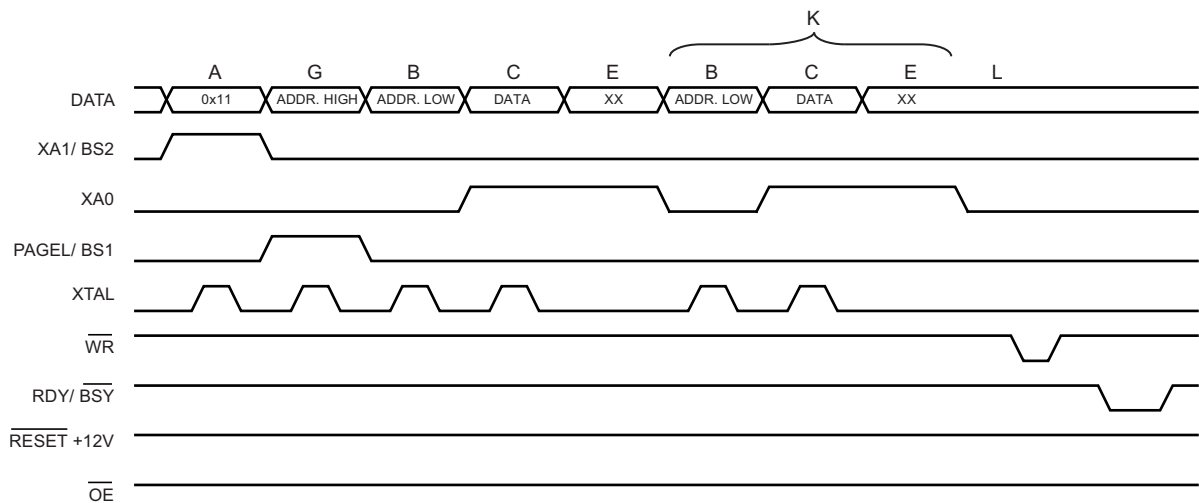 K
A G B C E B C E L
DATA 0x11 ADDR. HIGH ADDR. LOW DATA XX ADDR. LOW DATA XX
XA1/ BS2
XA0
PAGEL/ BS1
XTAL
WR
RDY/ BSY
RESET +12V
OE